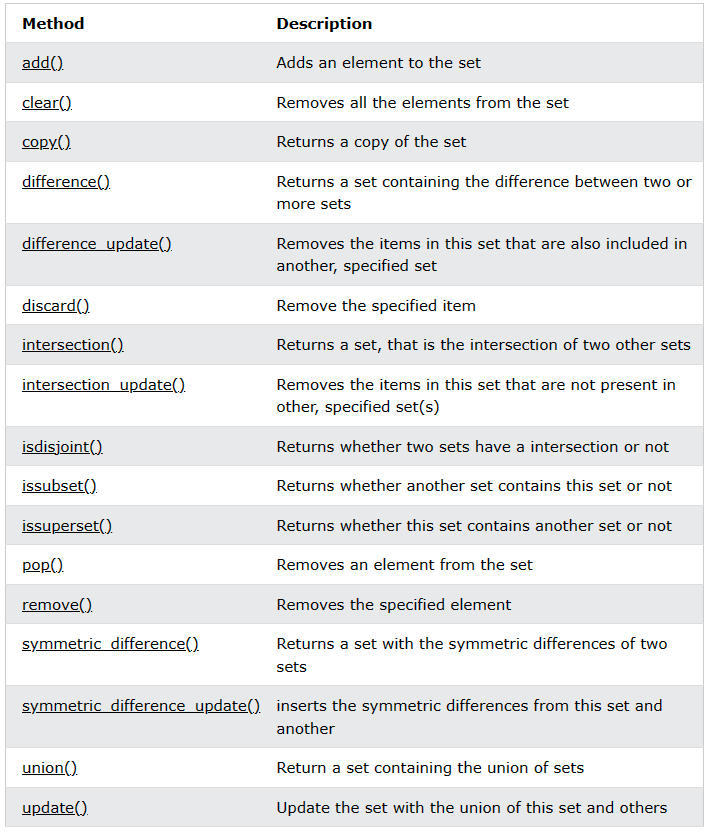 Method Description
add() Adds an element to the set
clear() Removes all the elements from the set
copy() Returns a copy of the set
difference() Returns a set containing the difference between two or
more sets
difference_update() Removes the items in this set that are also included in
another, specified set
discard() Remove the specified item
intersection() Returns a set, that is the intersection of two other sets
intersection_update() Removes the items in this set that are not present in
other, specified set(s)
isdisjoint() Returns whether two sets have a intersection or not
issubset() Returns whether another set contains this set or not
issuperset() Returns whether this set contains another set or not
pop() Removes an element from the set
remove() Removes the specified element
symmetric_difference() Returns a set with the symmetric differences of two
sets
symmetric_difference_update() inserts the symmetric differences from this set and
another
union() Return a set containing the union of sets
update() Update the set with the union of this set and others